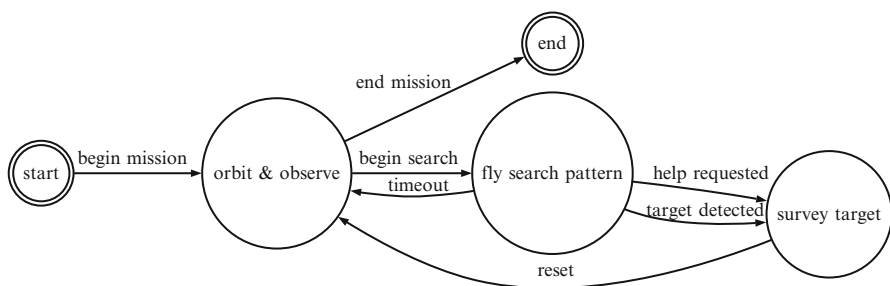 end
end mission
begin mission
begin search
help requested
start
orbit & observe
fly search pattern
timeout
target detected
survey target
reset